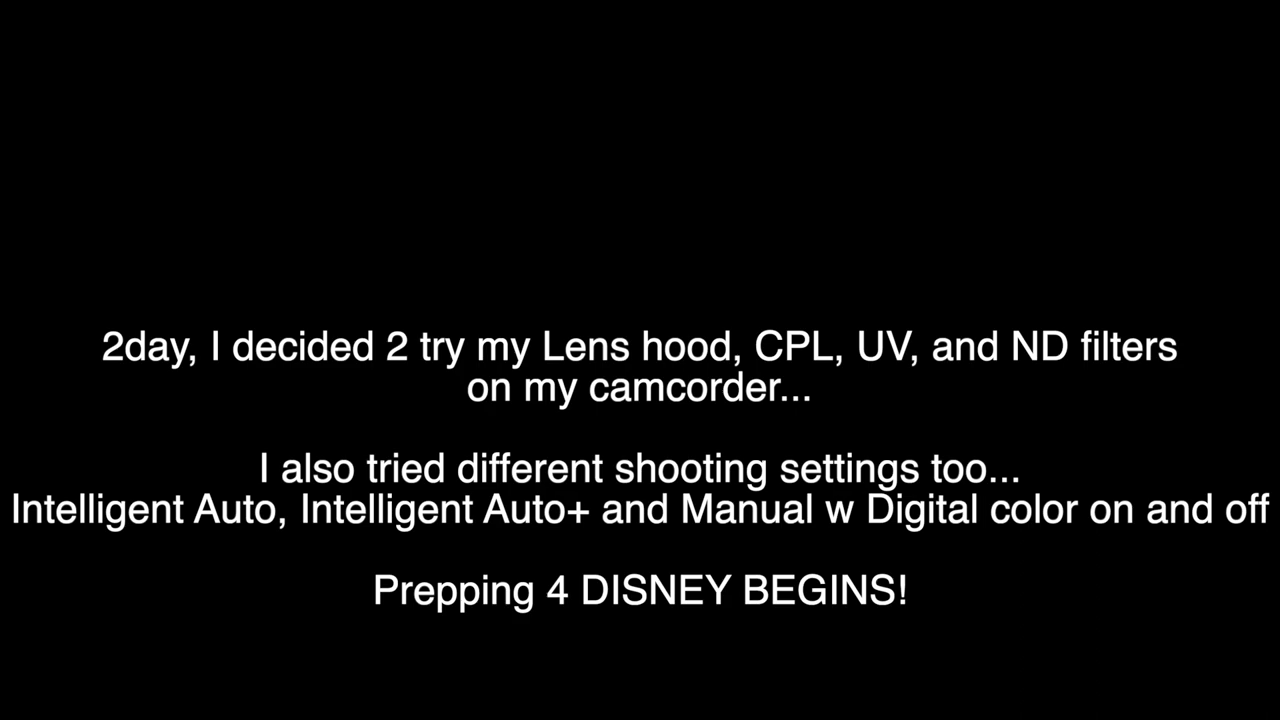 2day, I decided 2 try my Lens hood, CPL, UV, and ND filters
on my camcorder...
I also tried different shooting settings too...
Intelligent Auto, Intelligent Auto+ and Manual w Digital color on and off
Prepping 4 DISNEY BEGINS!